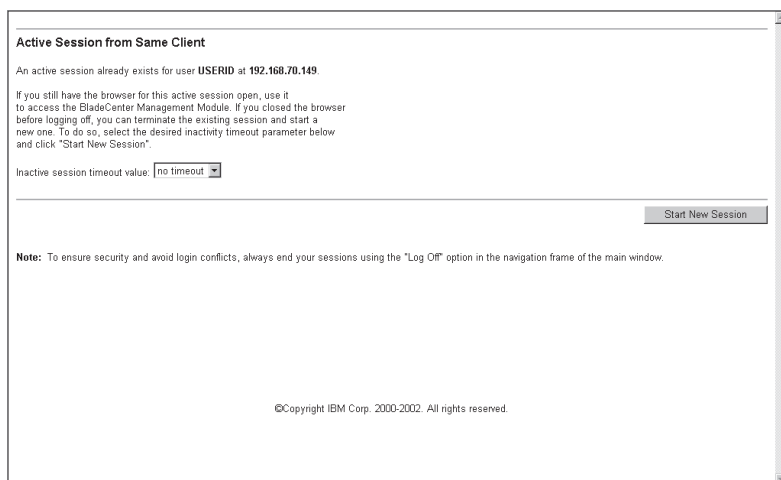 Active Session from Same Client
An active session already exists for user USERID at 192.168.70.149.
If you still have the browser for this active session open, use it
to access the BladeCenter Management Module. If you closed the browser
before logging off, you can terminate the existing session and start a
new one. To do so, select the desired inactivity timeout parameter below
and click "Start New Session".
Inactive session timeout value: no timeout
Start New Session
Note: To ensure security and avoid login conflicts, always end your sessions using the "Log Off" option in the navigation frame of the main window.
©Copyright IBM Corp. 2000-2002. All rights reserved.